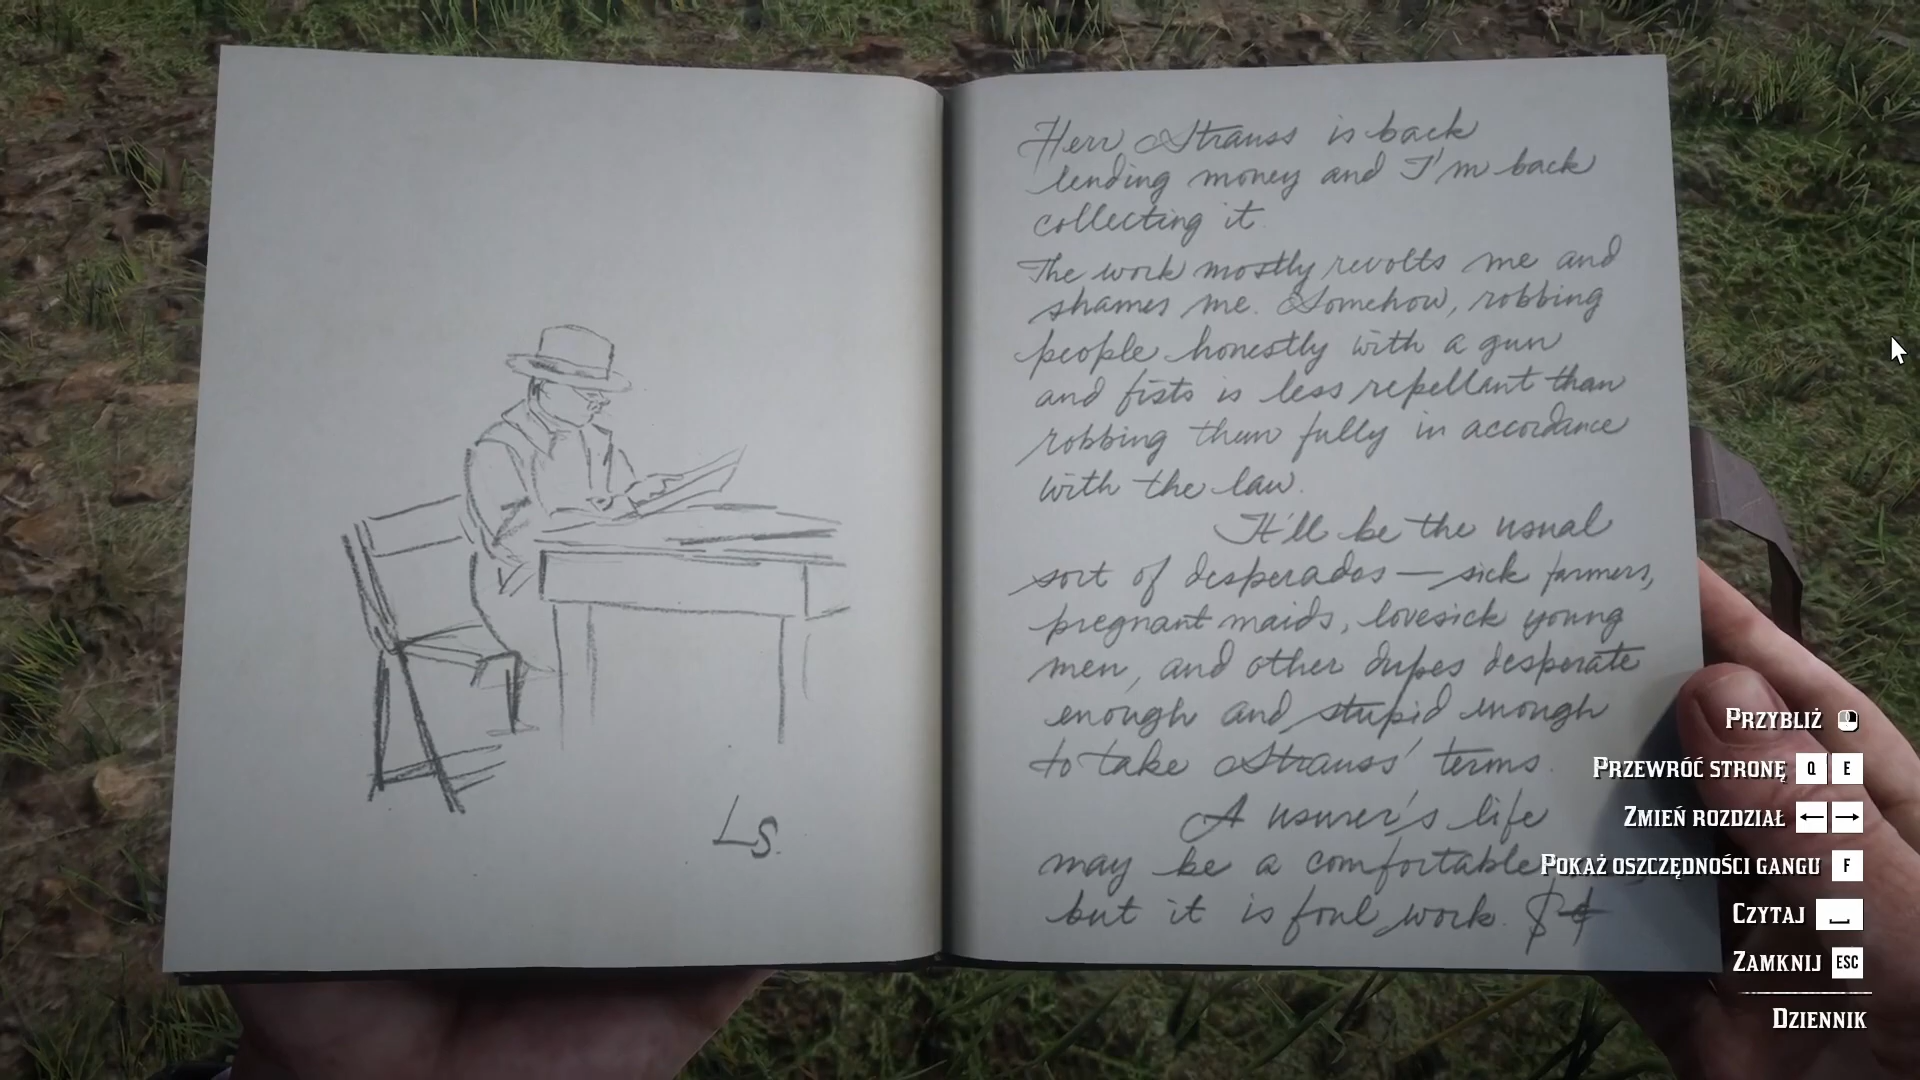 Herr Strauss is back
lending money and I'm back
collecting it.
The work mostly revolts me and
shames me. Somehow, robbing
people honestly with a gun
and fists is less repellant than
robbing them fully in accordance
with the law.
It'll be the usual
sort of desperados — sick farmers,
pregnant maids, lovesick young
men, and other dupes desperate
enough and stupid enough
to take Strauss' terms.
A usurer's life
may be a comfortable
but it is foul work. $ ¢
LS.
PRZYBLIŻ
PRZEWRÓĆ STRONĘ Q E
ZMIEŃ ROZDZIAŁ ← →
POKAŻ OSZCZĘDNOŚCI GANGU F
CZYTAJ
ZAMKNIJ ESC
DZIENNIK